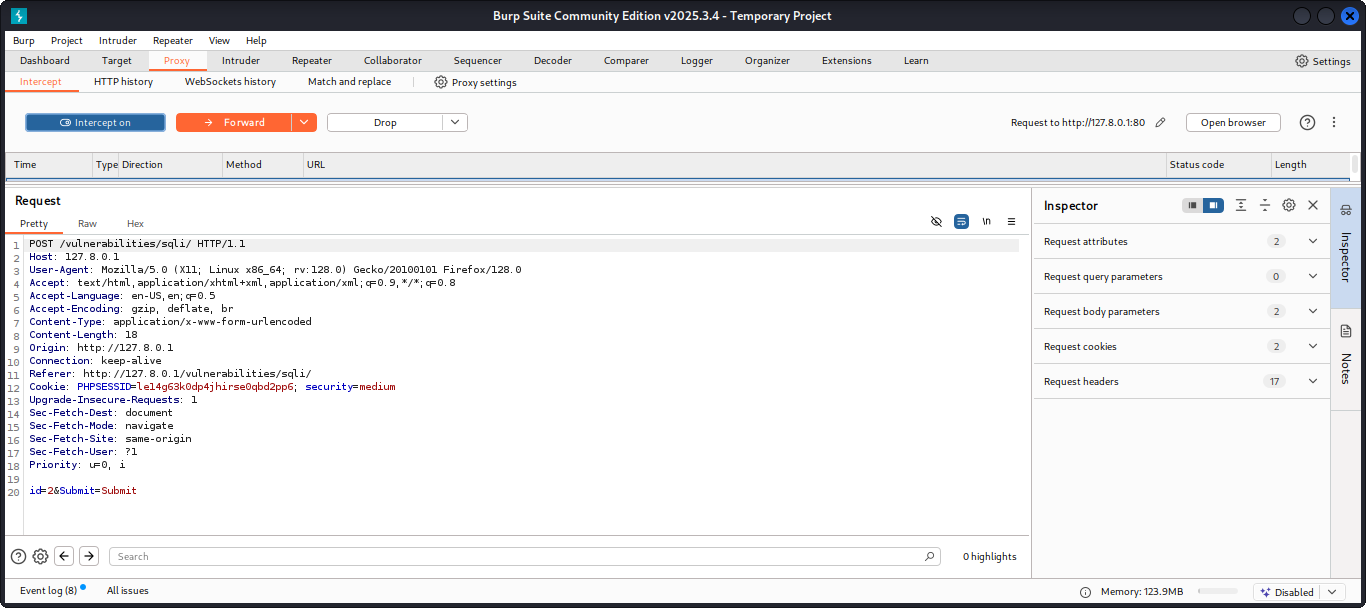 Burp Suite Community Edition v2025.3.4 - Temporary Project
Burp Project Intruder Repeater View Help
Dashboard Target Proxy Intruder Repeater Collaborator Sequencer Decoder Comparer Logger Organizer Extensions Learn Settings
Intercept HTTP history WebSockets history Match and replace Proxy settings
Intercept on Forward Drop Request to http://127.8.0.1:80 Open browser
Time Type Direction Method URL Status code Length
Request
Pretty Raw Hex \n
1 POST /vulnerabilities/sqli/ HTTP/1.1
2 Host: 127.8.0.1
3 User-Agent: Mozilla/5.0 (X11; Linux x86_64; rv:128.0) Gecko/20100101 Firefox/128.0
4 Accept: text/html,application/xhtml+xml,application/xml;q=0.9,*/*;q=0.8
5 Accept-Language: en-US,en;q=0.5
6 Accept-Encoding: gzip, deflate, br
7 Content-Type: application/x-www-form-urlencoded
8 Content-Length: 18
9 Origin: http://127.8.0.1
10 Connection: keep-alive
11 Referer: http://127.8.0.1/vulnerabilities/sqli/
12 Cookie: PHPSESSID=le14g63k0dp4jhirse0qbd2pp6; security=medium
13 Upgrade-Insecure-Requests: 1
14 Sec-Fetch-Dest: document
15 Sec-Fetch-Mode: navigate
16 Sec-Fetch-Site: same-origin
17 Sec-Fetch-User: ?1
18 Priority: u=0, i
19
20 id=2&Submit=Submit
Search 0 highlights
Inspector
Request attributes 2
Request query parameters 0
Request body parameters 2
Request cookies 2
Request headers 17
Inspector
Notes
Event log (8) All issues Memory: 123.9MB Disabled